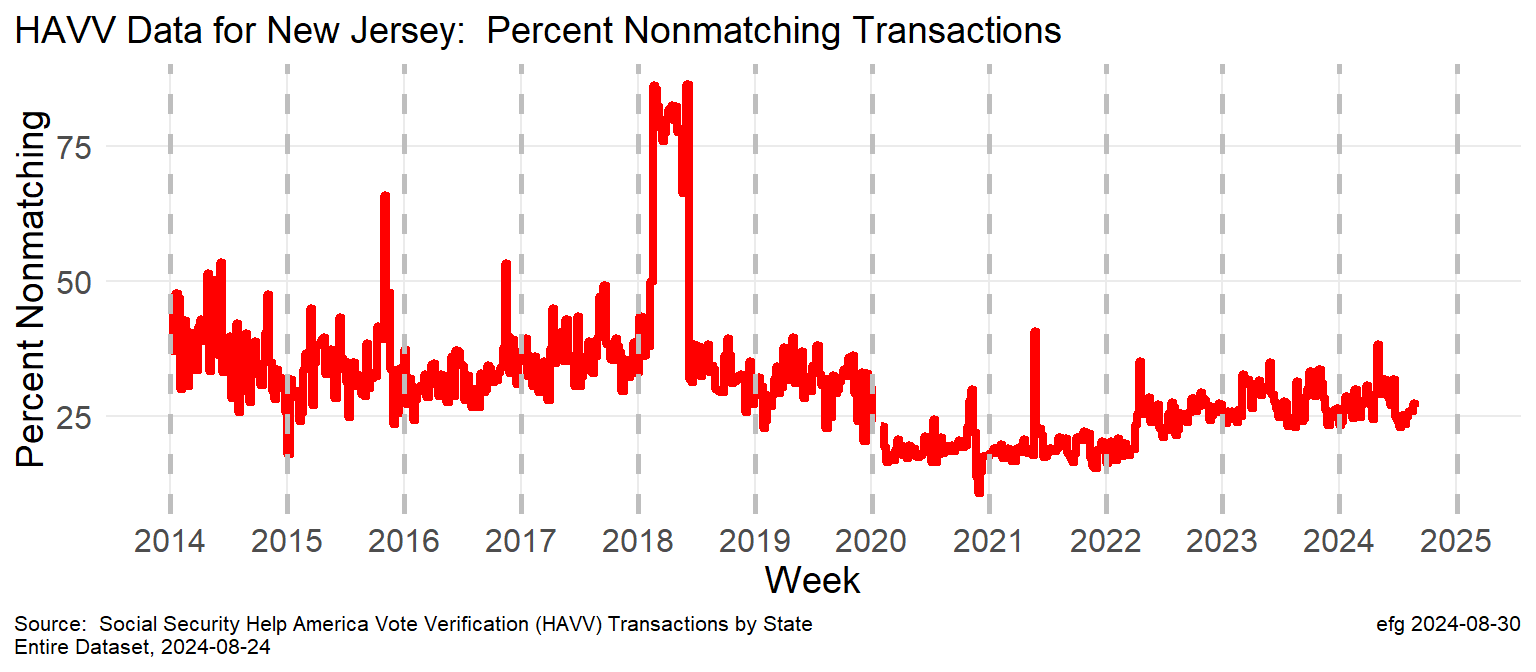 HAVV Data for New Jersey:  Percent Nonmatching Transactions
Percent Nonmatching
75
50
25
2014 2015 2016 2017 2018 2019 2020 2021 2022 2023 2024 2025
Week
Source:  Social Security Help America Vote Verification (HAVV) Transactions by State
Entire Dataset, 2024-08-24
efg 2024-08-30